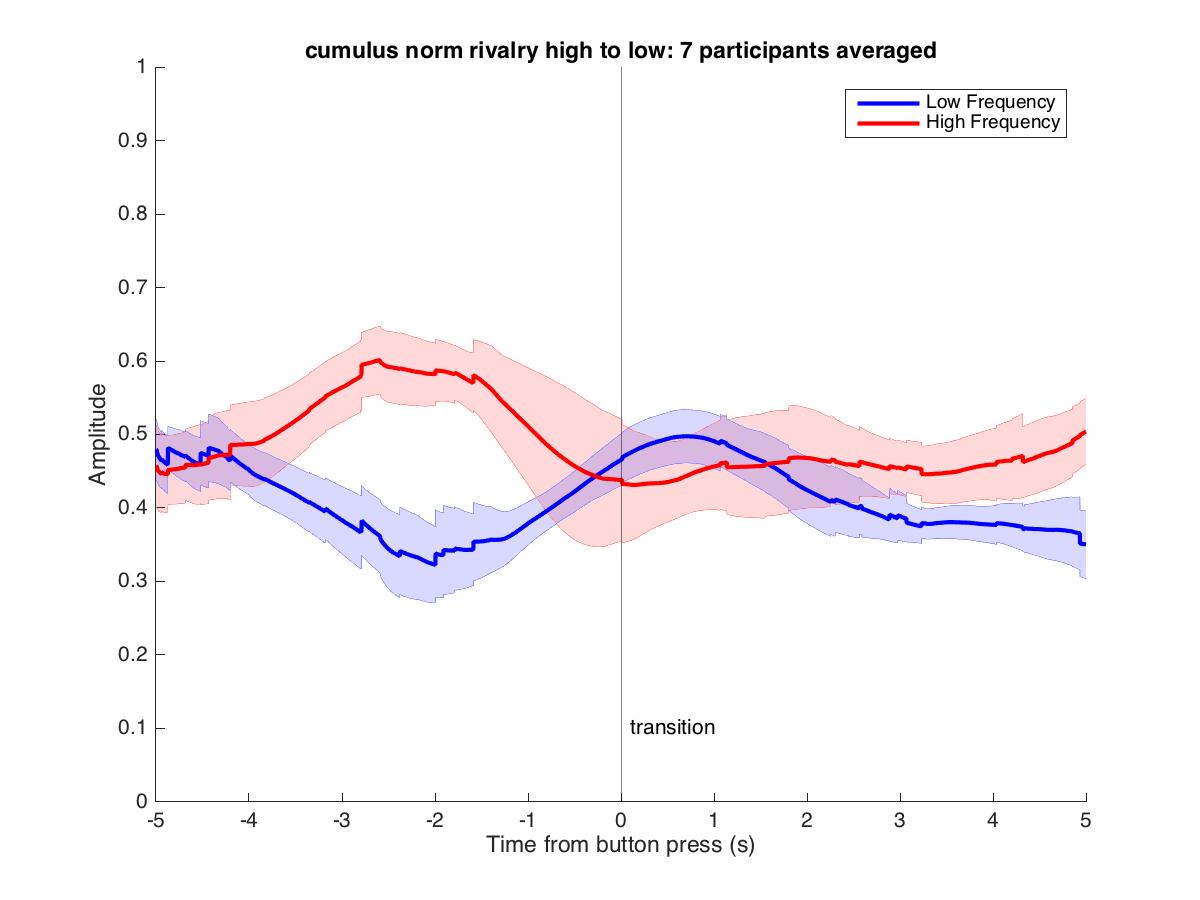 cumulus norm rivalry high to low: 7 participants averaged
1
0.9
0.8
0.7
0.6
0.5
0.4
0.3
0.2
0.1
0
Amplitude
Low Frequency
High Frequency
transition
-5 -4 -3 -2 -1 0 1 2 3 4 5
Time from button press (s)